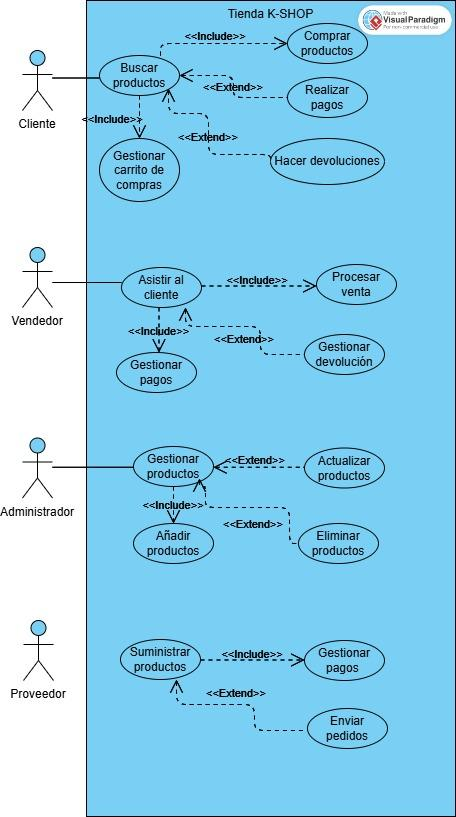 Tienda K-SHOP
Made with
Visual Paradigm
For non-commercial use
<<Include>>
Comprar
productos
Buscar
productos
<<Extend>>
Realizar
pagos
Cliente
<<Include>>
<<Extend>>
Gestionar
carrito de
compras
Hacer devoluciones
Asistir al
cliente
<<Include>>
Procesar
venta
Vendedor
<<Include>>
<<Extend>>
Gestionar
devolución
Gestionar
pagos
Gestionar
productos
<<Extend>>
Actualizar
productos
Administrador
<<Include>>
<<Extend>>
Añadir
productos
Eliminar
productos
Suministrar
productos
<<Include>>
Gestionar
pagos
Proveedor
<<Extend>>
Enviar
pedidos